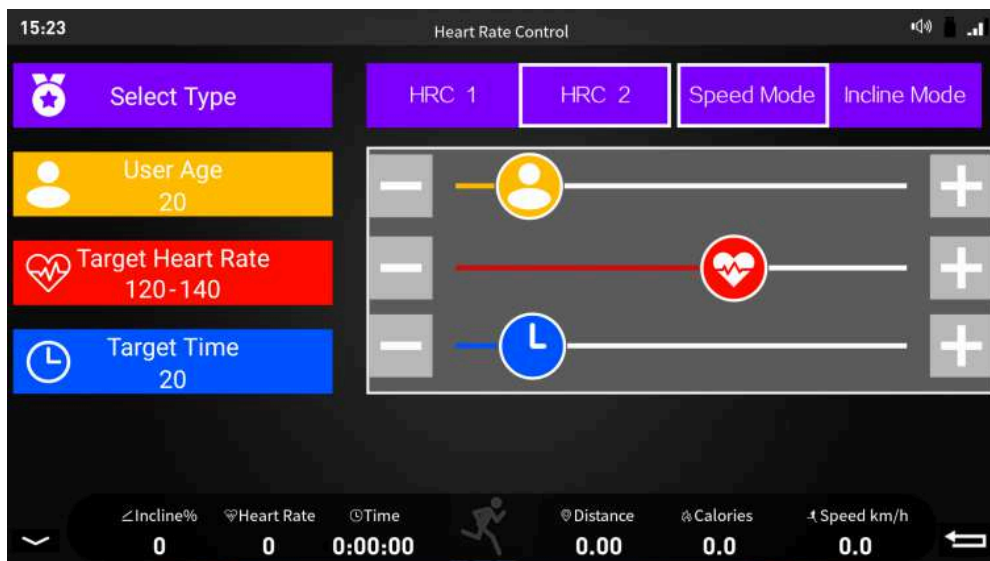 15:23
Heart Rate Control
Select Type
HRC 1
HRC 2
Speed Mode
Incline Mode
User Age
20
Target Heart Rate
120-140
Target Time
20
Incline%
Heart Rate
Time
Distance
Calories
Speed km/h
0
0
0:00:00
0.00
0.0
0.0